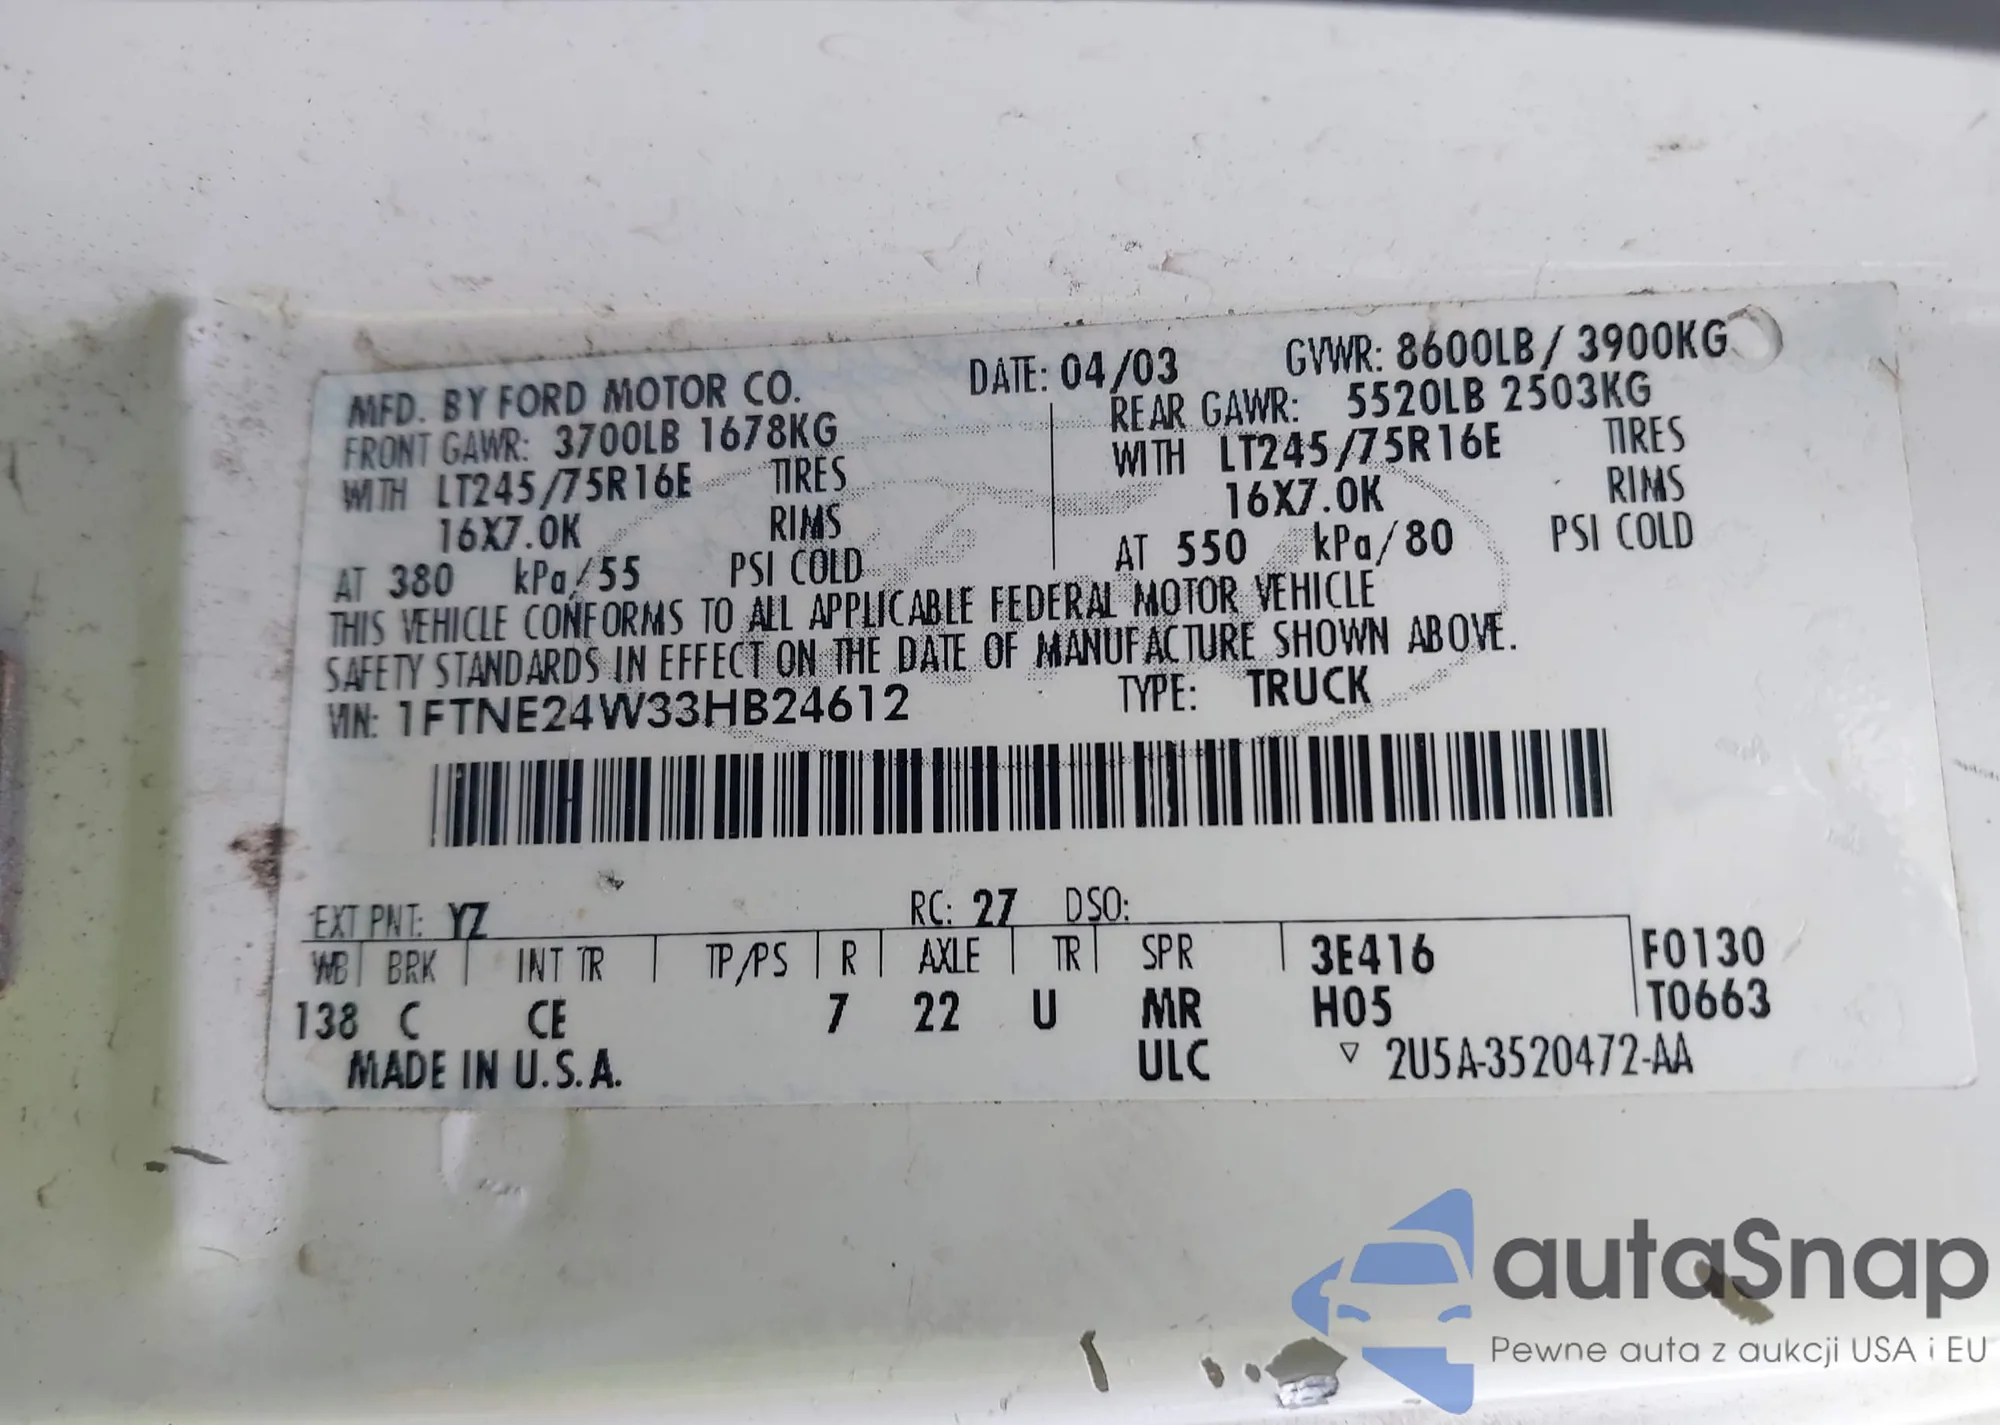 MFD. BY FORD MOTOR CO. DATE: 04/03 GVWR: 8600LB / 3900KG
FRONT GAWR: 3700LB 1678KG REAR GAWR: 5520LB 2503KG
WITH LT245/75R16E TIRES WITH LT245/75R16E TIRES
16X7.0K RIMS 16X7.0K RIMS
AT 380 kPa/55 PSI COLD AT 550 kPa/80 PSI COLD
THIS VEHICLE CONFORMS TO ALL APPLICABLE FEDERAL MOTOR VEHICLE
SAFETY STANDARDS IN EFFECT ON THE DATE OF MANUFACTURE SHOWN ABOVE.
VIN: 1FTNE24W33HB24612 TYPE: TRUCK
EXT PNT: YZ RC: 27 DSO:
WB BRK INT TR TP/PS R AXLE TR SPR 3E416 F0130
138 C CE 7 22 U MR H05 T0663
MADE IN U.S.A. ULC ▽ 2U5A-3520472-AA
autaSnap
Pewne auta z aukcji USA i EU